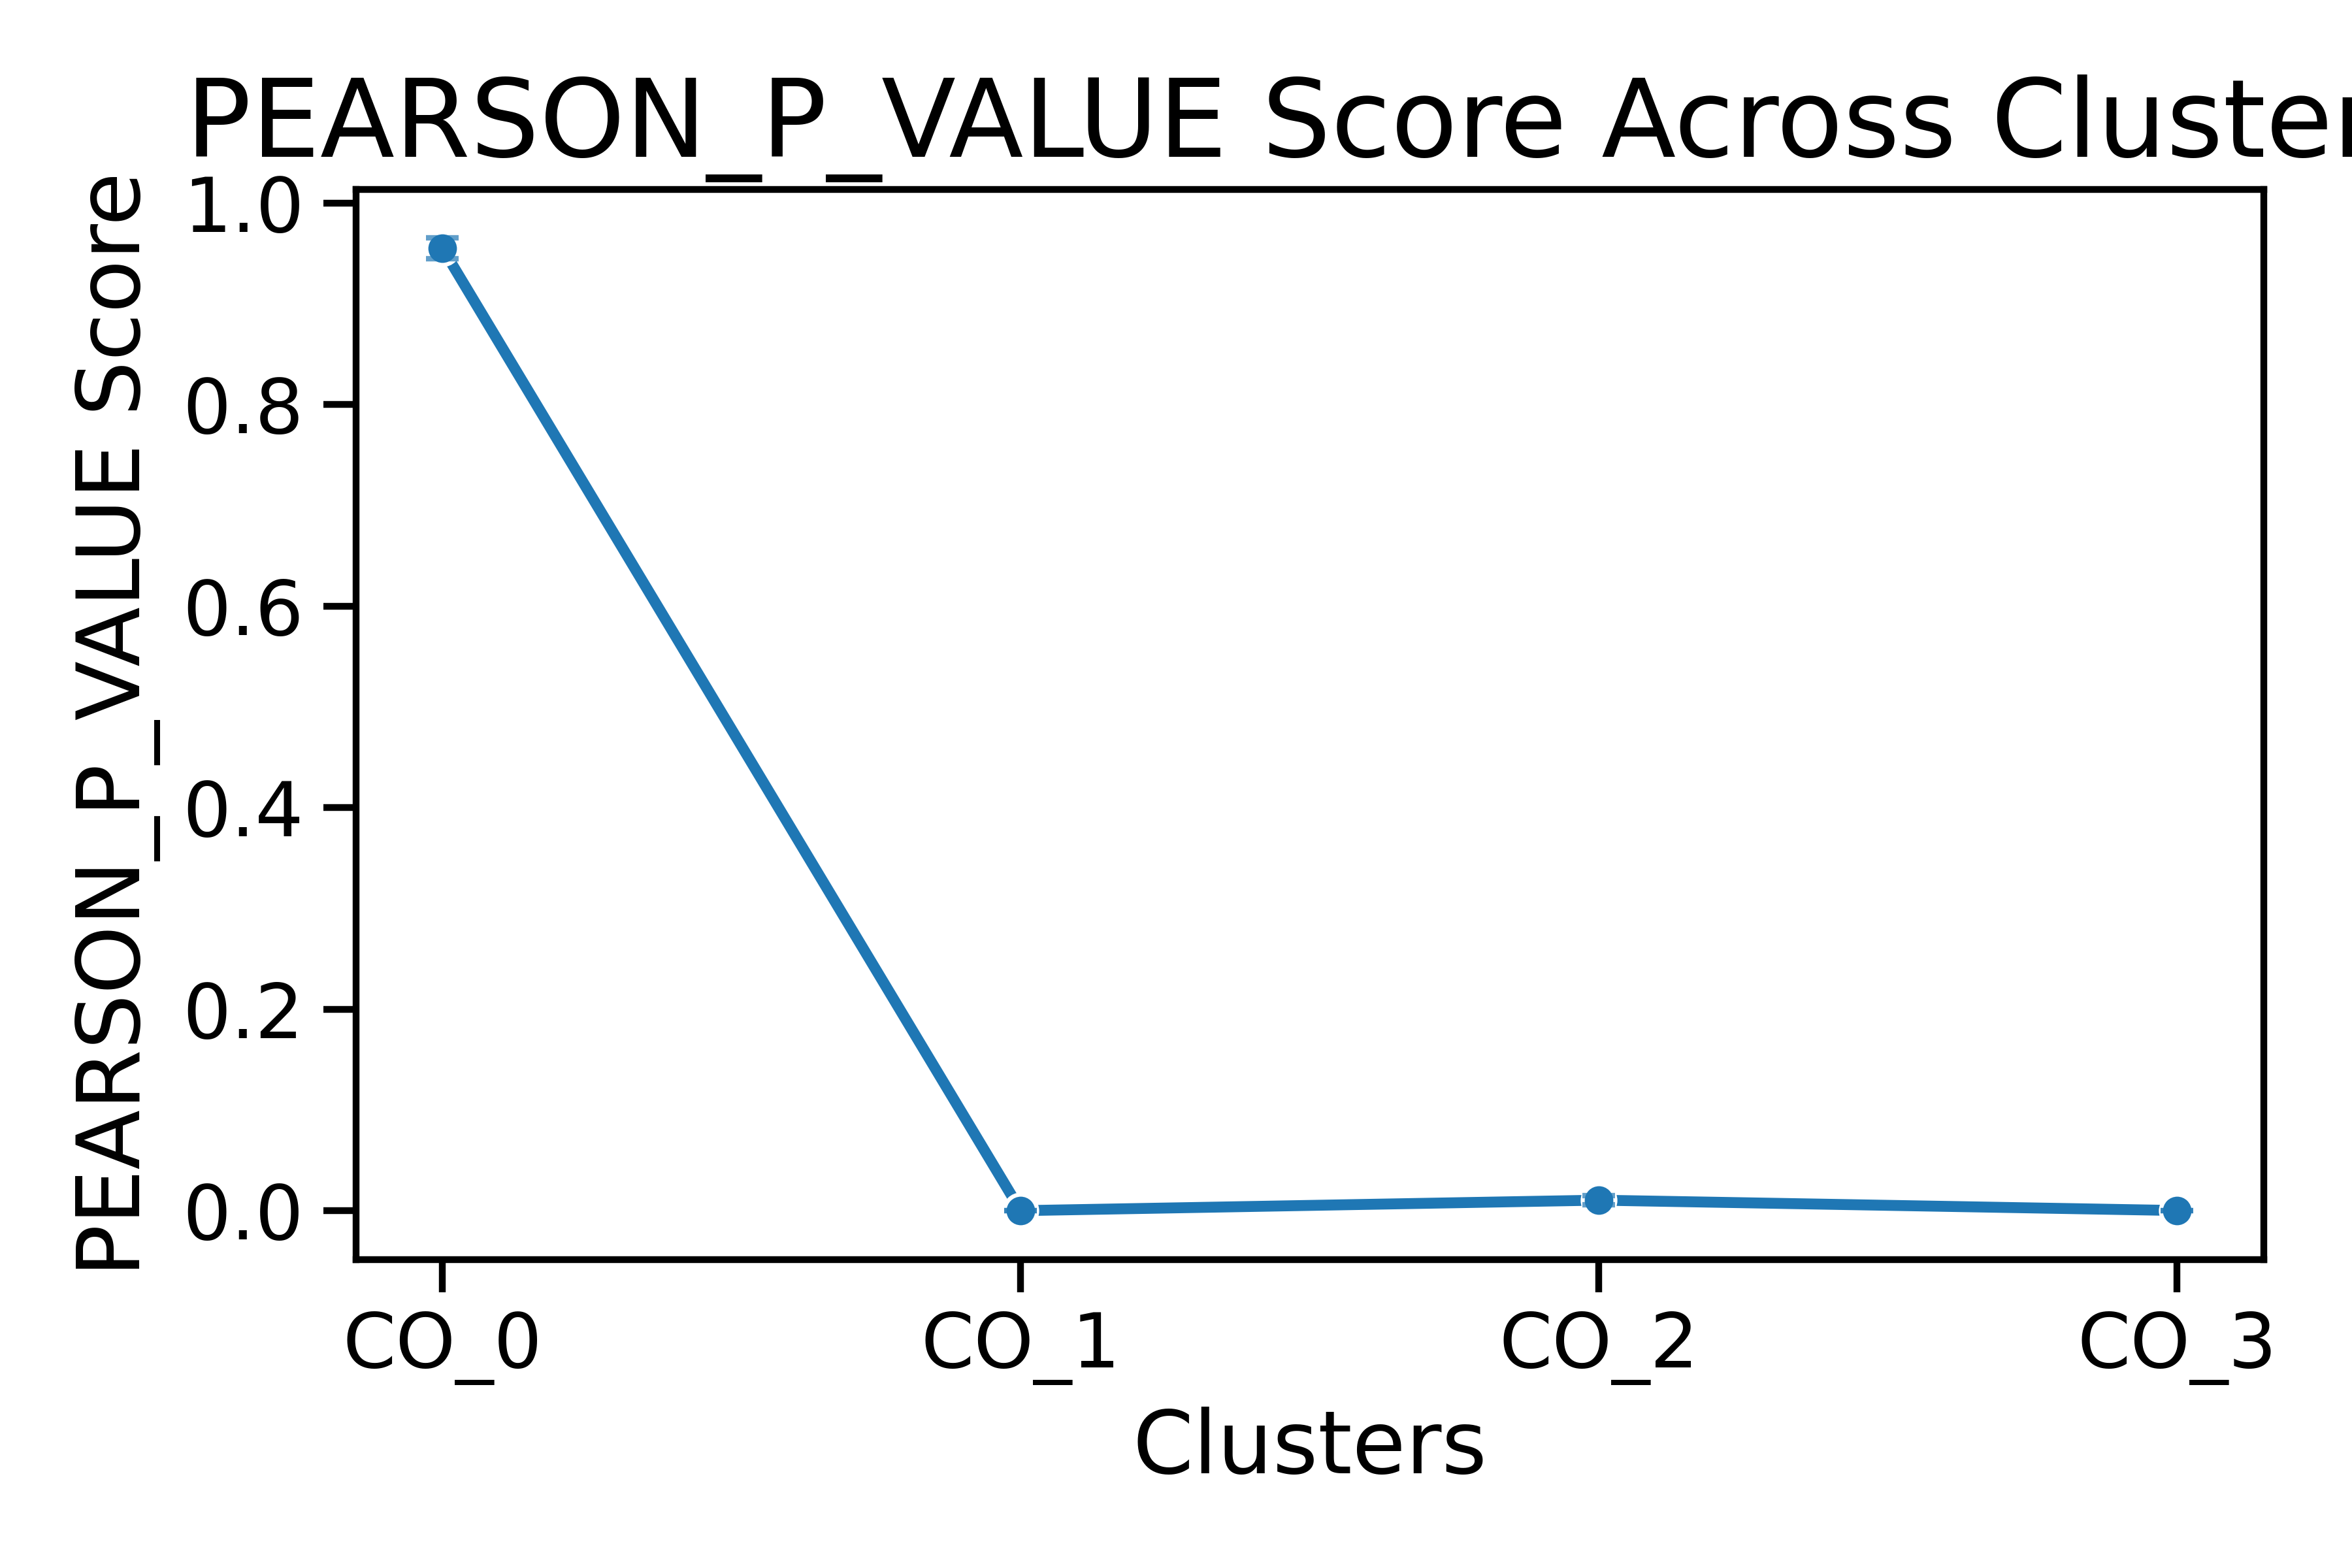 PEARSON_P_VALUE Score Across Cluster
PEARSON_P_VALUE Score
1.0
0.8
0.6
0.4
0.2
0.0
CO_0 CO_1 CO_2 CO_3
Clusters